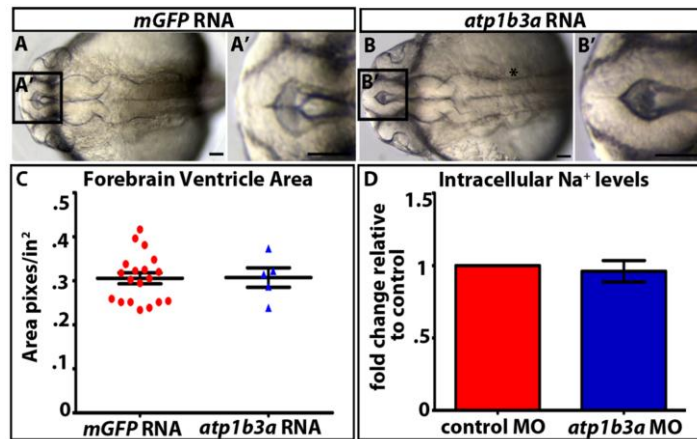 mGFP RNA
atp1b3a RNA
A
A'
A'
B
*
B'
B'
C Forebrain Ventricle Area
Area pixes/in²
.5
.4
.3
.2
.1
0
mGFP RNA
atp1b3a RNA
D Intracellular Na⁺ levels
fold change relative
to control
1.5
1
.5
0
control MO
atp1b3a MO